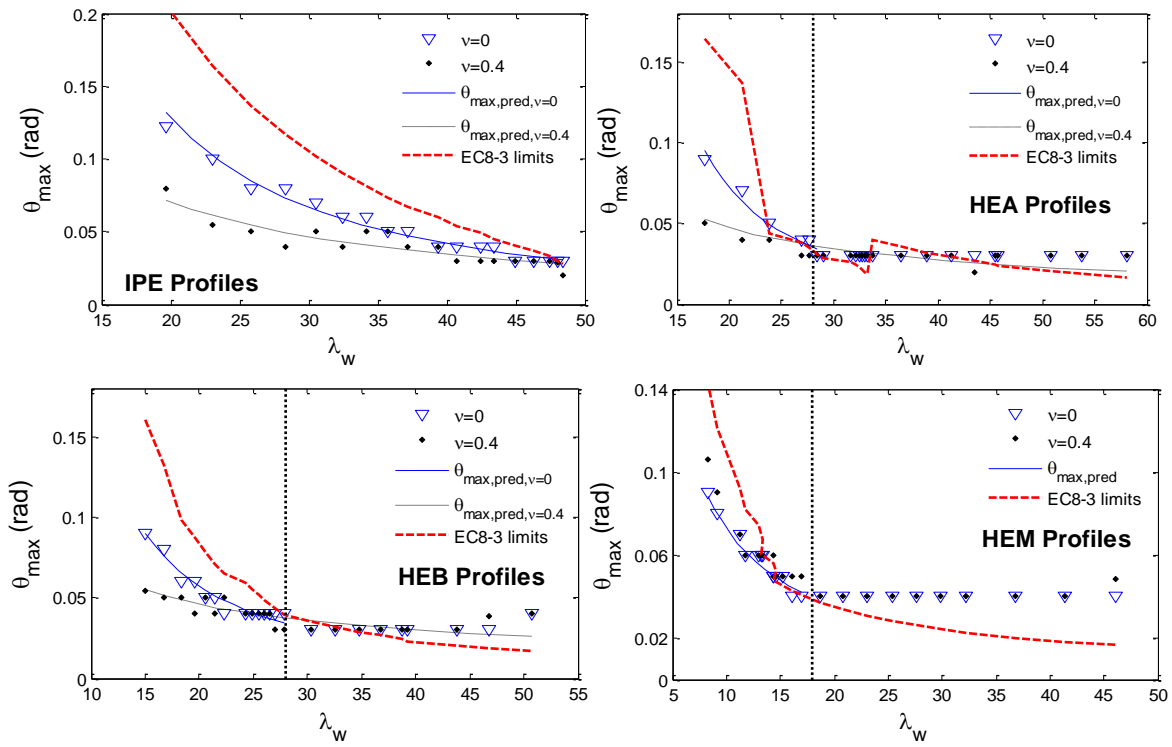 0.2
0.15
0.1
0.05
0
θmax (rad)
ν=0
ν=0.4
θmax,pred,ν=0
θmax,pred,ν=0.4
EC8-3 limits
IPE Profiles
15 20 25 30 35 40 45 50
λw
0.15
0.1
0.05
0
θmax (rad)
ν=0
ν=0.4
θmax,pred,ν=0
θmax,pred,ν=0.4
EC8-3 limits
HEA Profiles
15 20 25 30 35 40 45 50 55 60
λw
0.15
0.1
0.05
0
θmax (rad)
ν=0
ν=0.4
θmax,pred,ν=0
θmax,pred,ν=0.4
EC8-3 limits
HEB Profiles
10 15 20 25 30 35 40 45 50 55
λw
0.14
0.1
0.06
0.02
0
θmax (rad)
ν=0
ν=0.4
θmax,pred
EC8-3 limits
HEM Profiles
5 10 15 20 25 30 35 40 45 50
λw